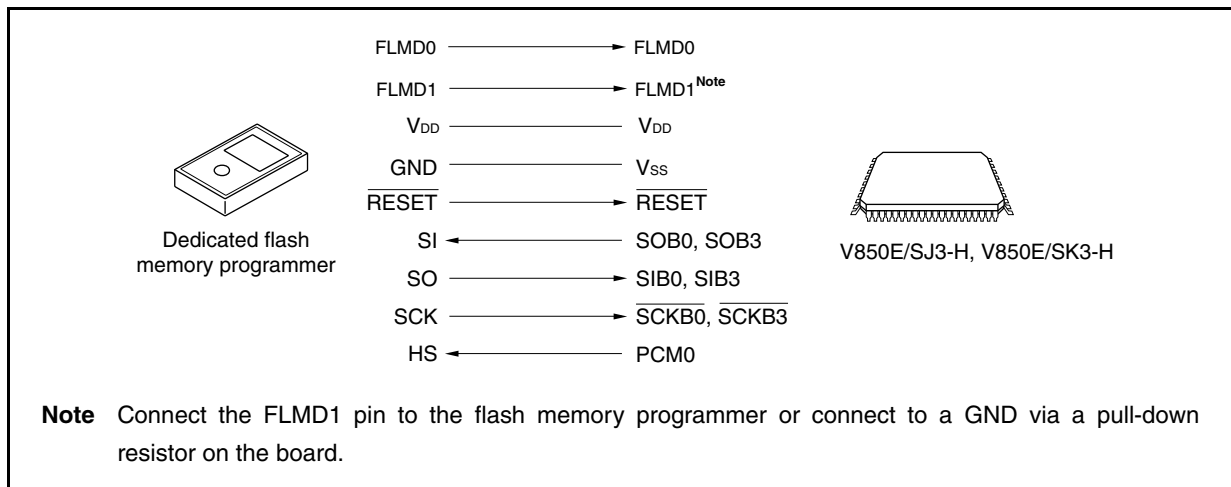 FLMD0 FLMD0
FLMD1 FLMD1Note
VDD VDD
GND VSS
RESET RESET
SI SOB0, SOB3
SO SIB0, SIB3
SCK SCKB0, SCKB3
HS PCM0
Dedicated flash
memory programmer
V850E/SJ3-H, V850E/SK3-H
Note Connect the FLMD1 pin to the flash memory programmer or connect to a GND via a pull-down
resistor on the board.